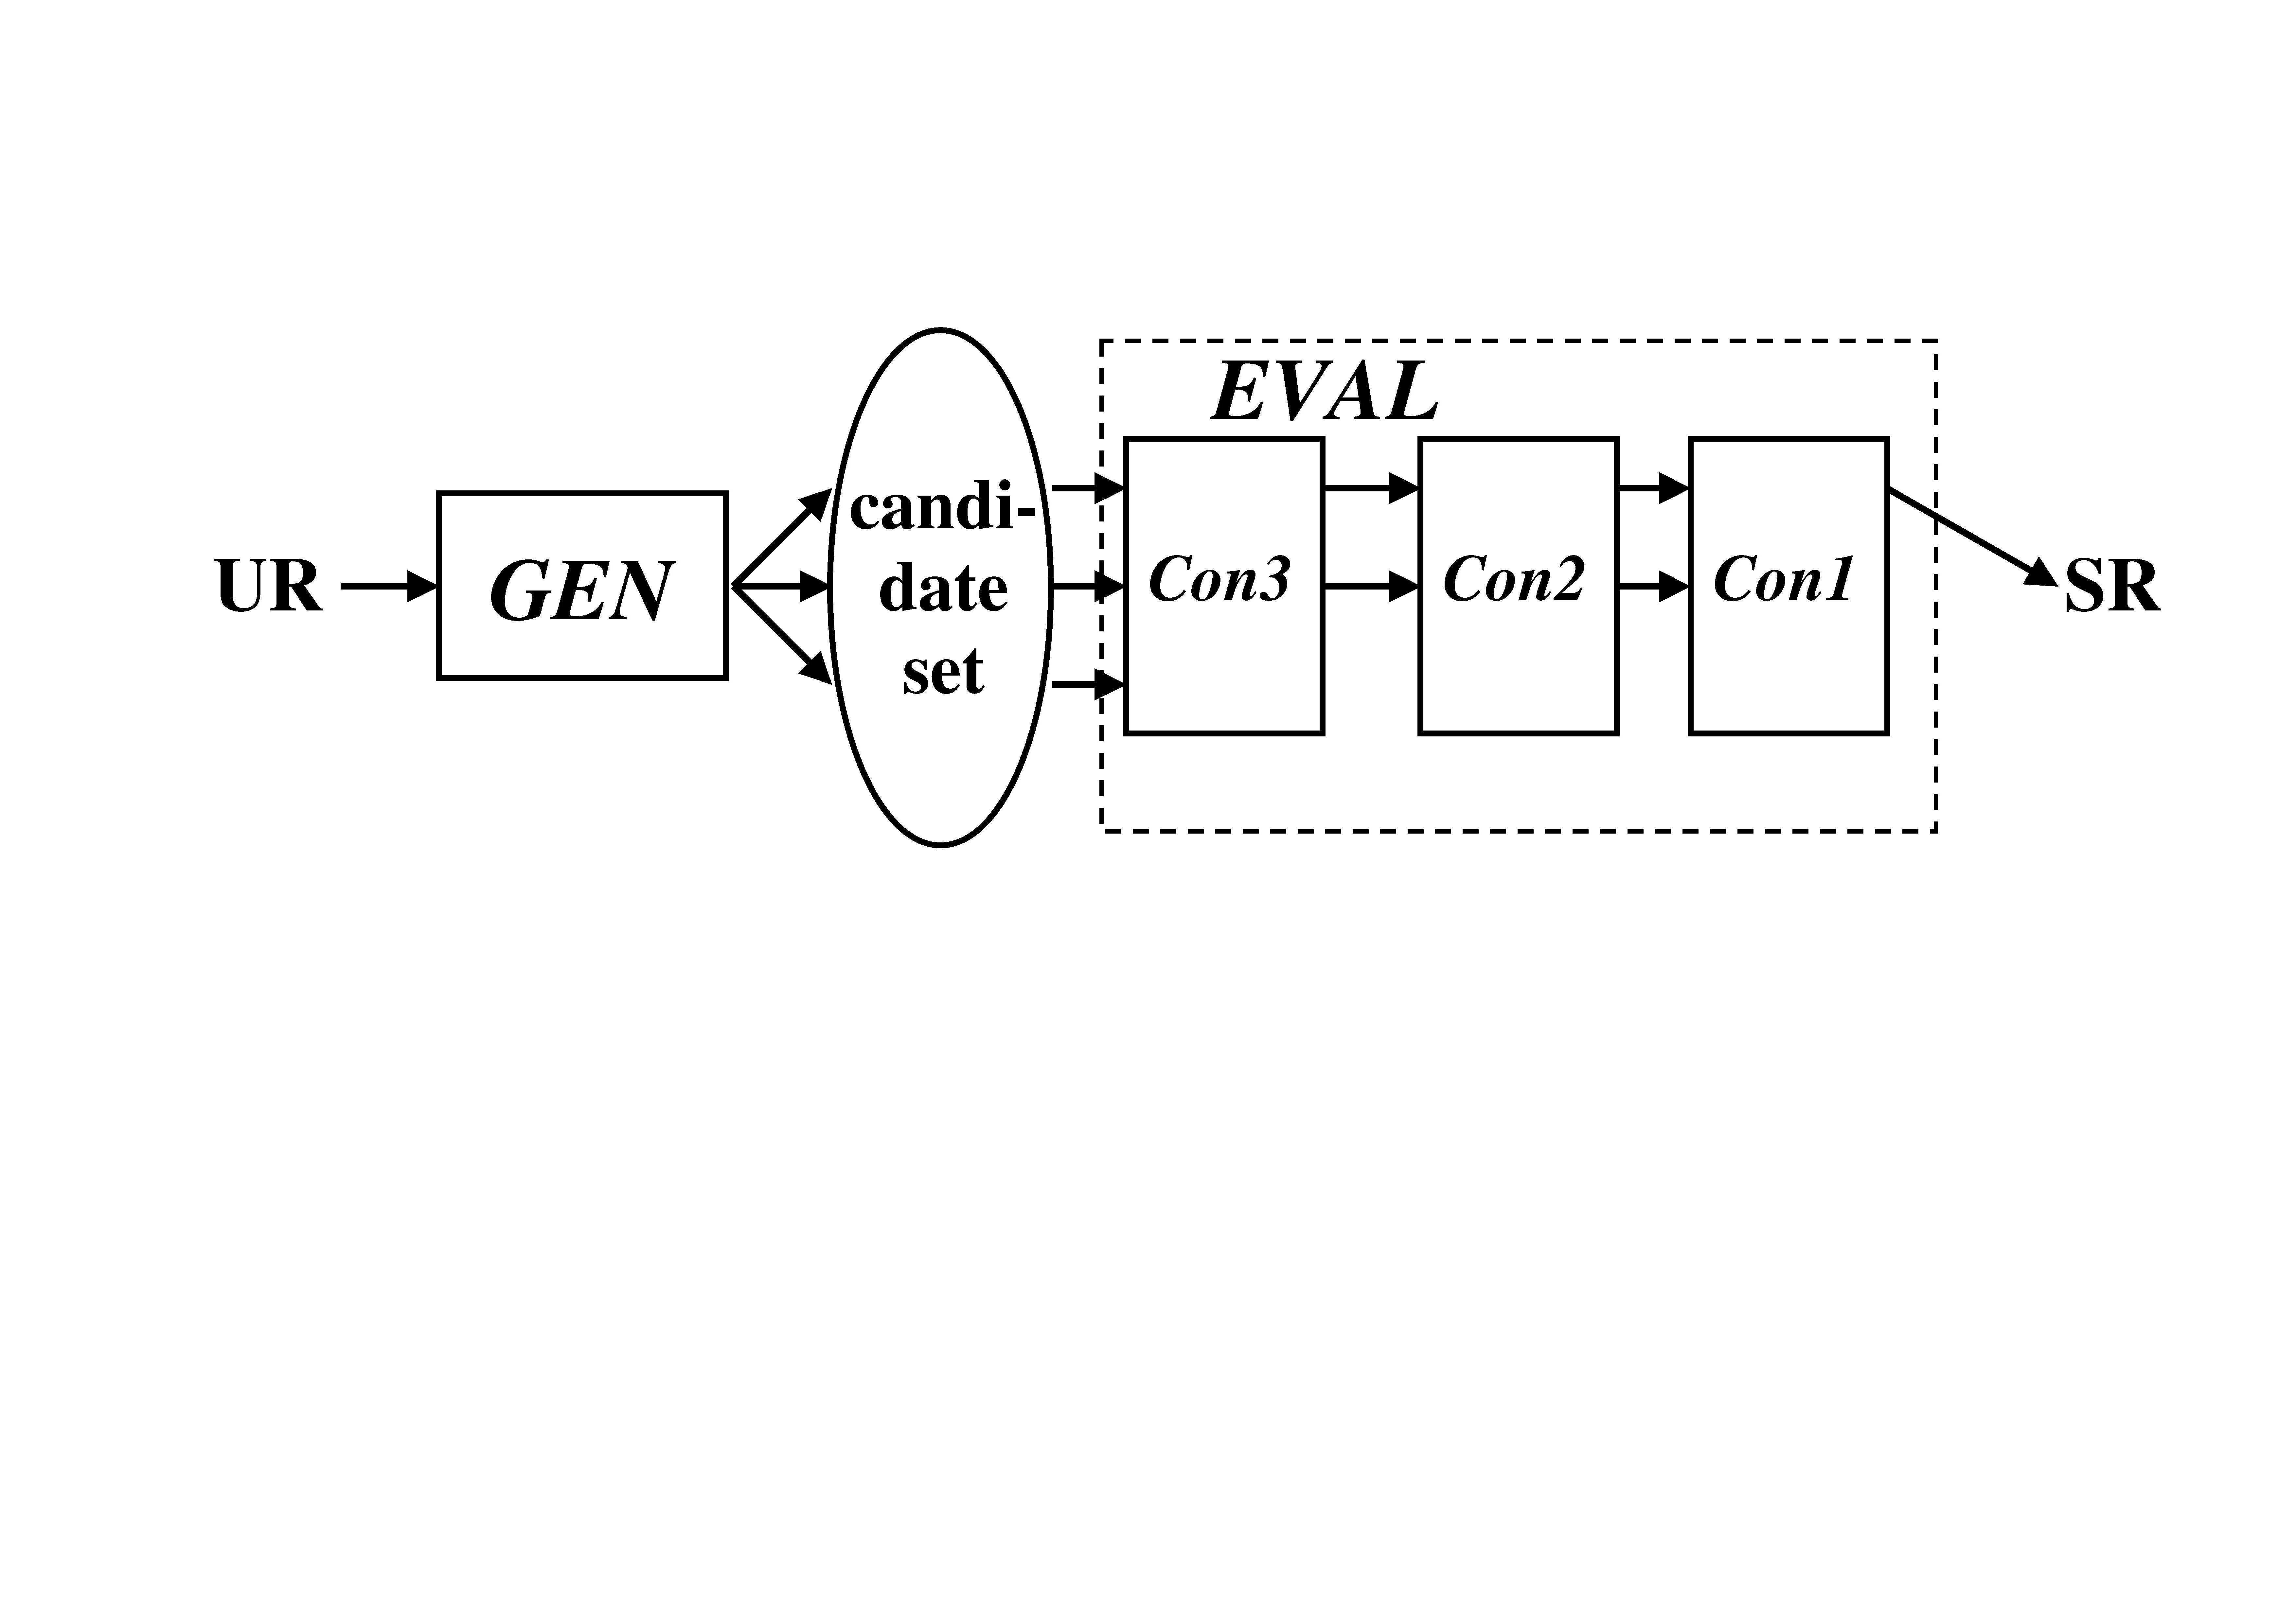 EVAL
UR
GEN
candi-
date
set
Con3
Con2
Con1
SR